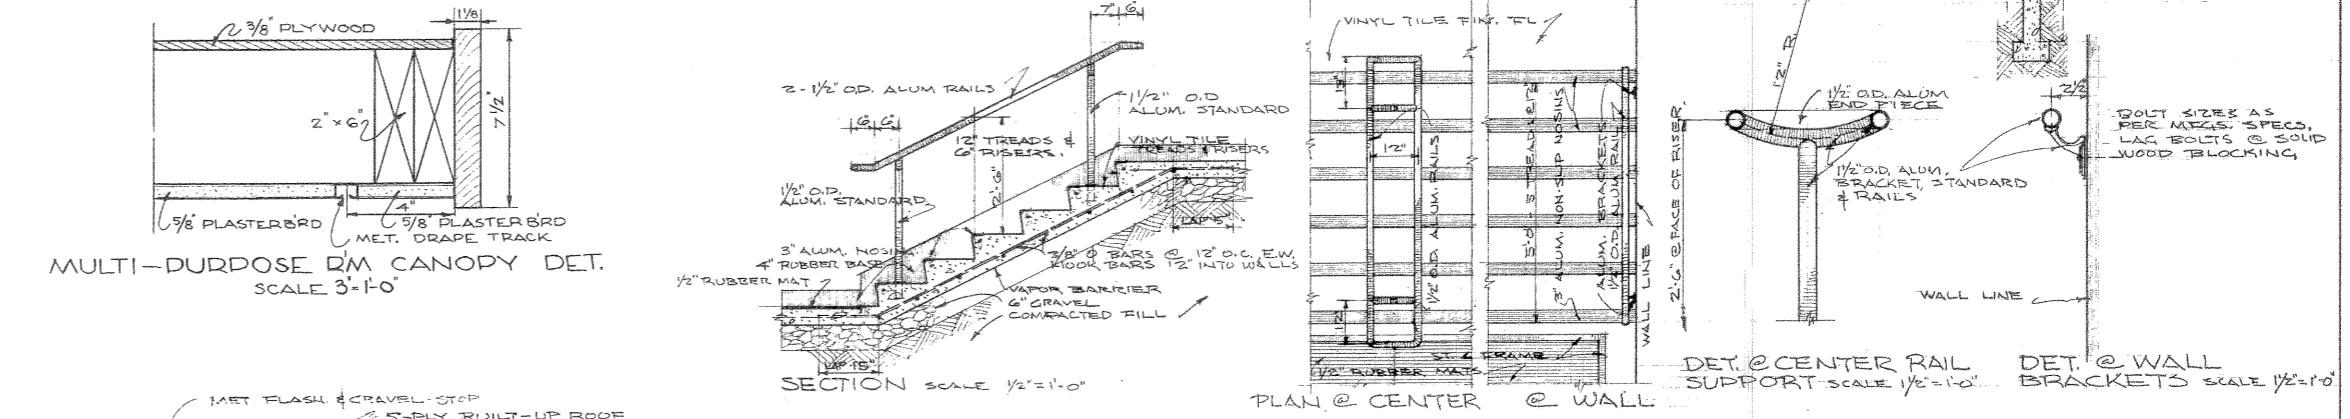 3/8" PLYWOOD
1 1/8
2" x 6"
7 1/2"
4"
5/8" PLASTERB'RD
5/8" PLASTERB'RD
MET. DRAPE TRACK
MULTI-PURPOSE R'M CANOPY DET.
SCALE 3"=1'-0"
MET. FLASH. & GRAVEL-STOP
5-PLY BUILT-UP ROOF
7" 6"
2 - 1 1/2" O.D. ALUM RAILS
1 1/2" O.D
ALUM. STANDARD
6" 6"
12" TREADS &
6" RISERS.
VINYL TILE
TREADS & RISERS
1 1/2" O.D.
ALUM. STANDARD
2'-6"
LAP 15"
3" ALUM. NOSING
4" RUBBER BASE
1/2" RUBBER MAT
3/8" Φ BARS @ 12" O.C. E.W.
HOOK BARS 12" INTO WALLS
VAPOR BARRIER
6" GRAVEL
COMPACTED FILL
LAP 15"
SECTION SCALE 1/2"=1'-0"
VINYL TILE FIN. FL
13"
12"
1 1/2" O.D. ALUM. RAILS
12"
3" ALUM. NON-SLIP NOSINGS
ALUM. BRACKETS
1 1/2" O.D. ALUM RAIL
WALL LINE
ST. L FRAME
1/2" RUBBER MATS
PLAN @ CENTER @ WALL
1'2" R.
1 1/2" O.D. ALUM
END PIECE
2'-6" @ FACE OF RISER.
1 1/2" O.D. ALUM.
BRACKET, STANDARD
& RAILS
DET. @ CENTER RAIL
SUPPORT SCALE 1 1/2"=1'-0"
2 1/2
BOLT SIZES AS
PER MFGS. SPECS.
LAG BOLTS @ SOLID
WOOD BLOCKING
WALL LINE
DET. @ WALL
BRACKETS SCALE 1 1/2"=1'-0"